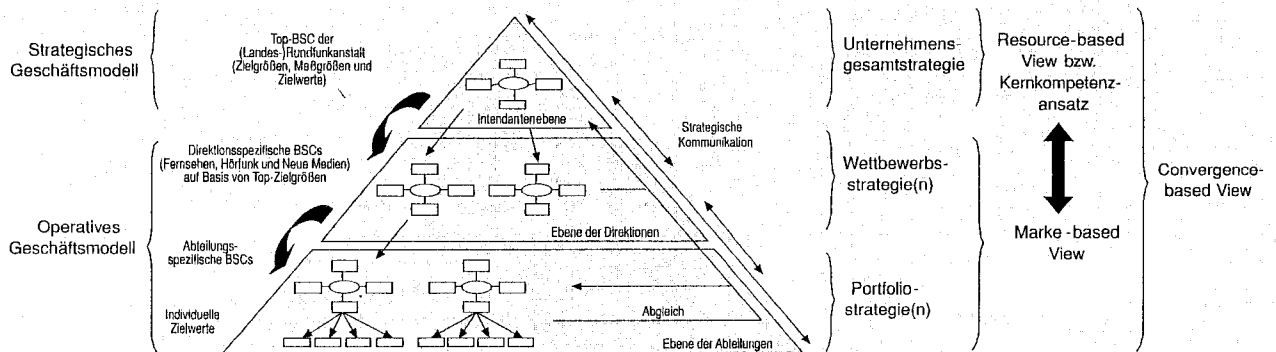 Strategisches
Geschäftsmodell
Top-BSC der
(Landes-)Rundfunkanstalt
(Zielgrößen, Maßgrößen und
Zielwerte)
Intendantenebene
Direktionsspezifische BSCs
(Fernsehen, Hörfunk und Neue Medien)
auf Basis von Top-Zielgrößen
Operatives
Geschäftsmodell
Ebene der Direktionen
Abteilungs-
spezifische BSCs
Individuelle
Zielwerte
Abgleich
Ebene der Abteilungen
Strategische
Kommunikation
Unternehmens-
gesamtstrategie
Wettbewerbs-
strategie(n)
Portfolio-
strategie(n)
Resource-based
View bzw.
Kernkompetenz-
ansatz
Marke -based
View
Convergence-
based View